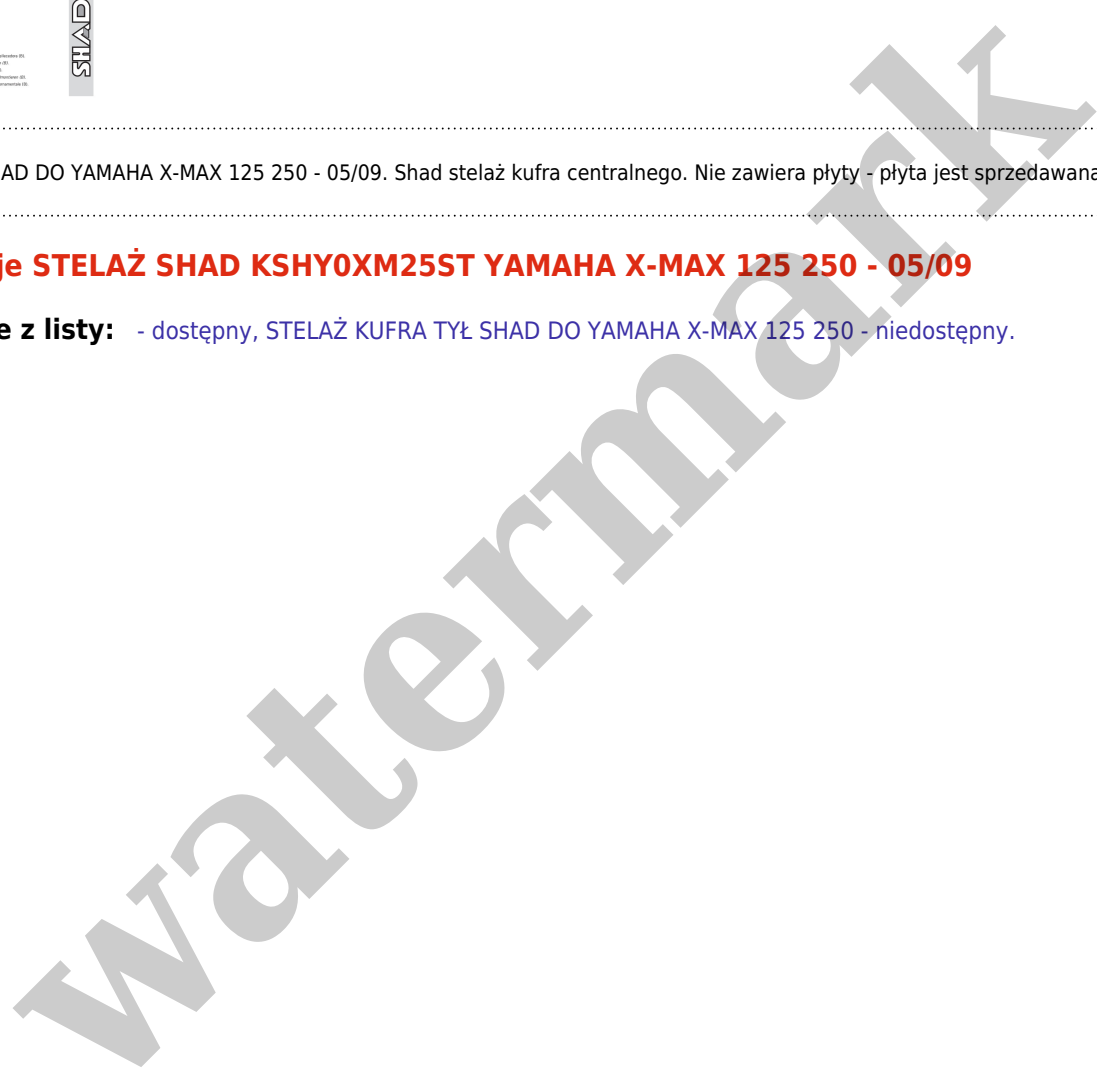 SHAD
AD DO YAMAHA X-MAX 125 250 - 05/09. Shad stelaż kufra centralnego. Nie zawiera płyty - płyta jest sprzedawana
je STELAŻ SHAD KSHY0XM25ST YAMAHA X-MAX 125 250 - 05/09
e z listy: - dostępny, STELAŻ KUFRA TYŁ SHAD DO YAMAHA X-MAX 125 250 - niedostępny.
watermark